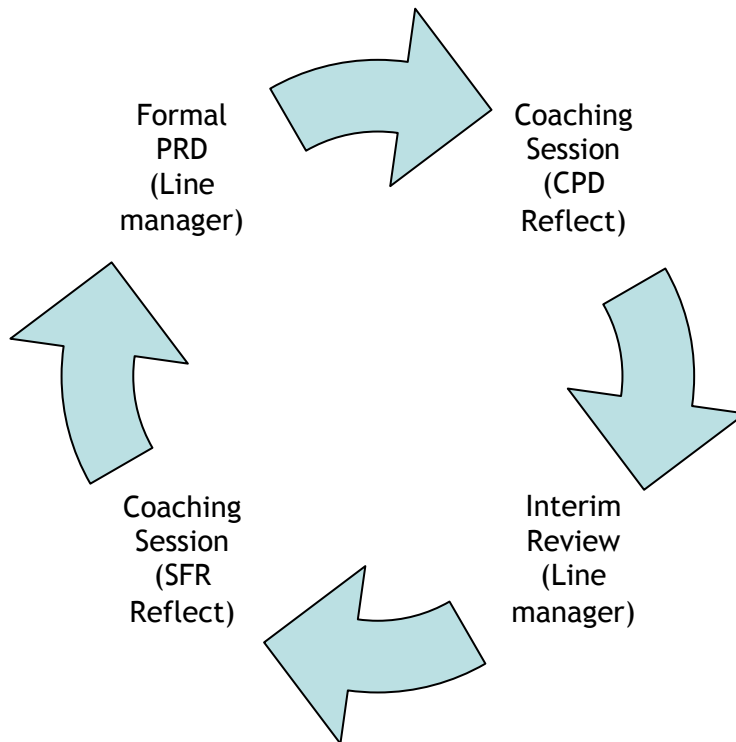 Formal
PRD
(Line
manager)
Coaching
Session
(CPD
Reflect)
Interim
Review
(Line
manager)
Coaching
Session
(SFR
Reflect)